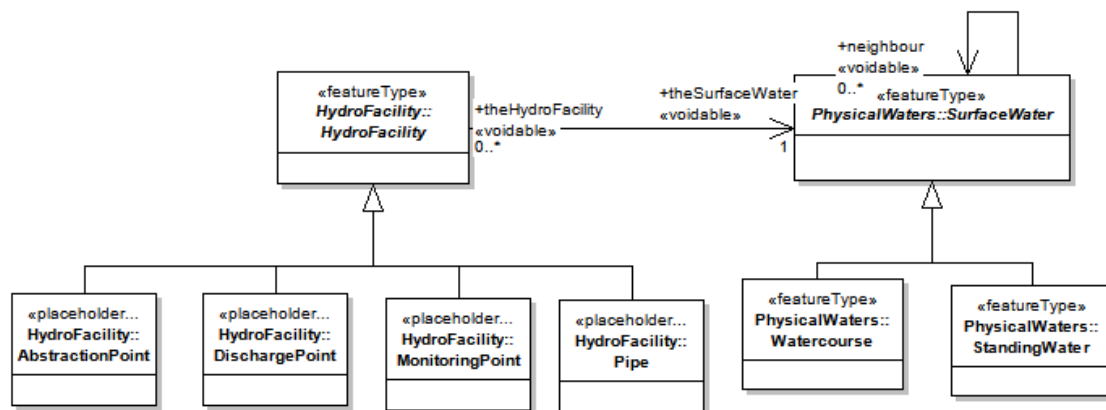 +neighbour
«voidable»
0..*
«featureType»
HydroFacility::
HydroFacility
+theHydroFacility
«voidable»
0..*
+theSurfaceWater
«voidable»
1
«featureType»
PhysicalWaters::SurfaceWater
«placeholder...
HydroFacility::
AbstractionPoint
«placeholder...
HydroFacility::
DischargePoint
«placeholder...
HydroFacility::
MonitoringPoint
«placeholder...
HydroFacility::
Pipe
«featureType»
PhysicalWaters::
Watercourse
«featureType»
PhysicalWaters::
StandingWater